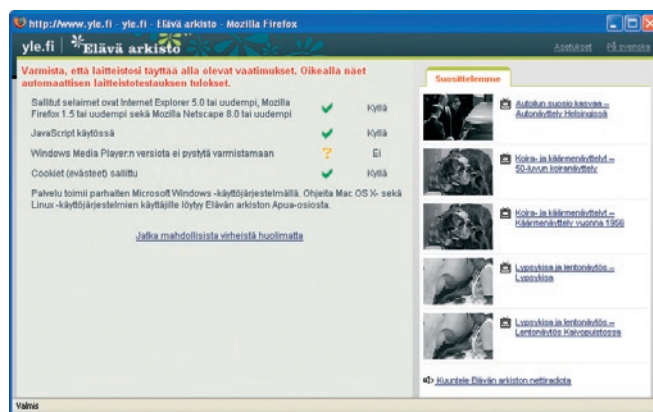 http://www.yle.fi - yle.fi - Elävä arkisto - Mozilla Firefox
yle.fi Elävä arkisto
Asetukset På svenska
Varmista, että laitteistosi täyttää alla olevat vaatimukset. Oikealla näet
automaattisen laitteistotestauksen tulokset.
Sallitut selaimet ovat Internet Explorer 5.0 tai uudempi, Mozilla
Firefox 1.5 tai uudempi sekä Mozilla Netscape 8.0 tai uudempi
Kyllä
JavaScript käytössä Kyllä
Windows Media Player:n versiota ei pystytä varmistamaan ? Ei
Cookiet (evästeet) sallittu Kyllä
Palvelu toimii parhaiten Microsoft Windows -käyttöjärjestelmällä. Ohjeita Mac OS X- sekä
Linux -käyttöjärjestelmien käyttäjille löytyy Elävän arkiston Apua-osiosta.
Jatka mahdollisista virheistä huolimatta
Suosittelemme
Autoilun suosio kasvaa –
Autonäyttely Helsingissä
Koira- ja käärmenäyttelyt –
50-luvun koiranäyttely
Koira- ja käärmenäyttelyt –
Käärmenäyttely vuonna 1956
Lypsykisa ja lentonäytös –
Lypsykisa
Lypsykisa ja lentonäytös –
Lentonäytös Kaivopuistossa
Kuuntele Elävän arkiston nettiradiota
Valmis